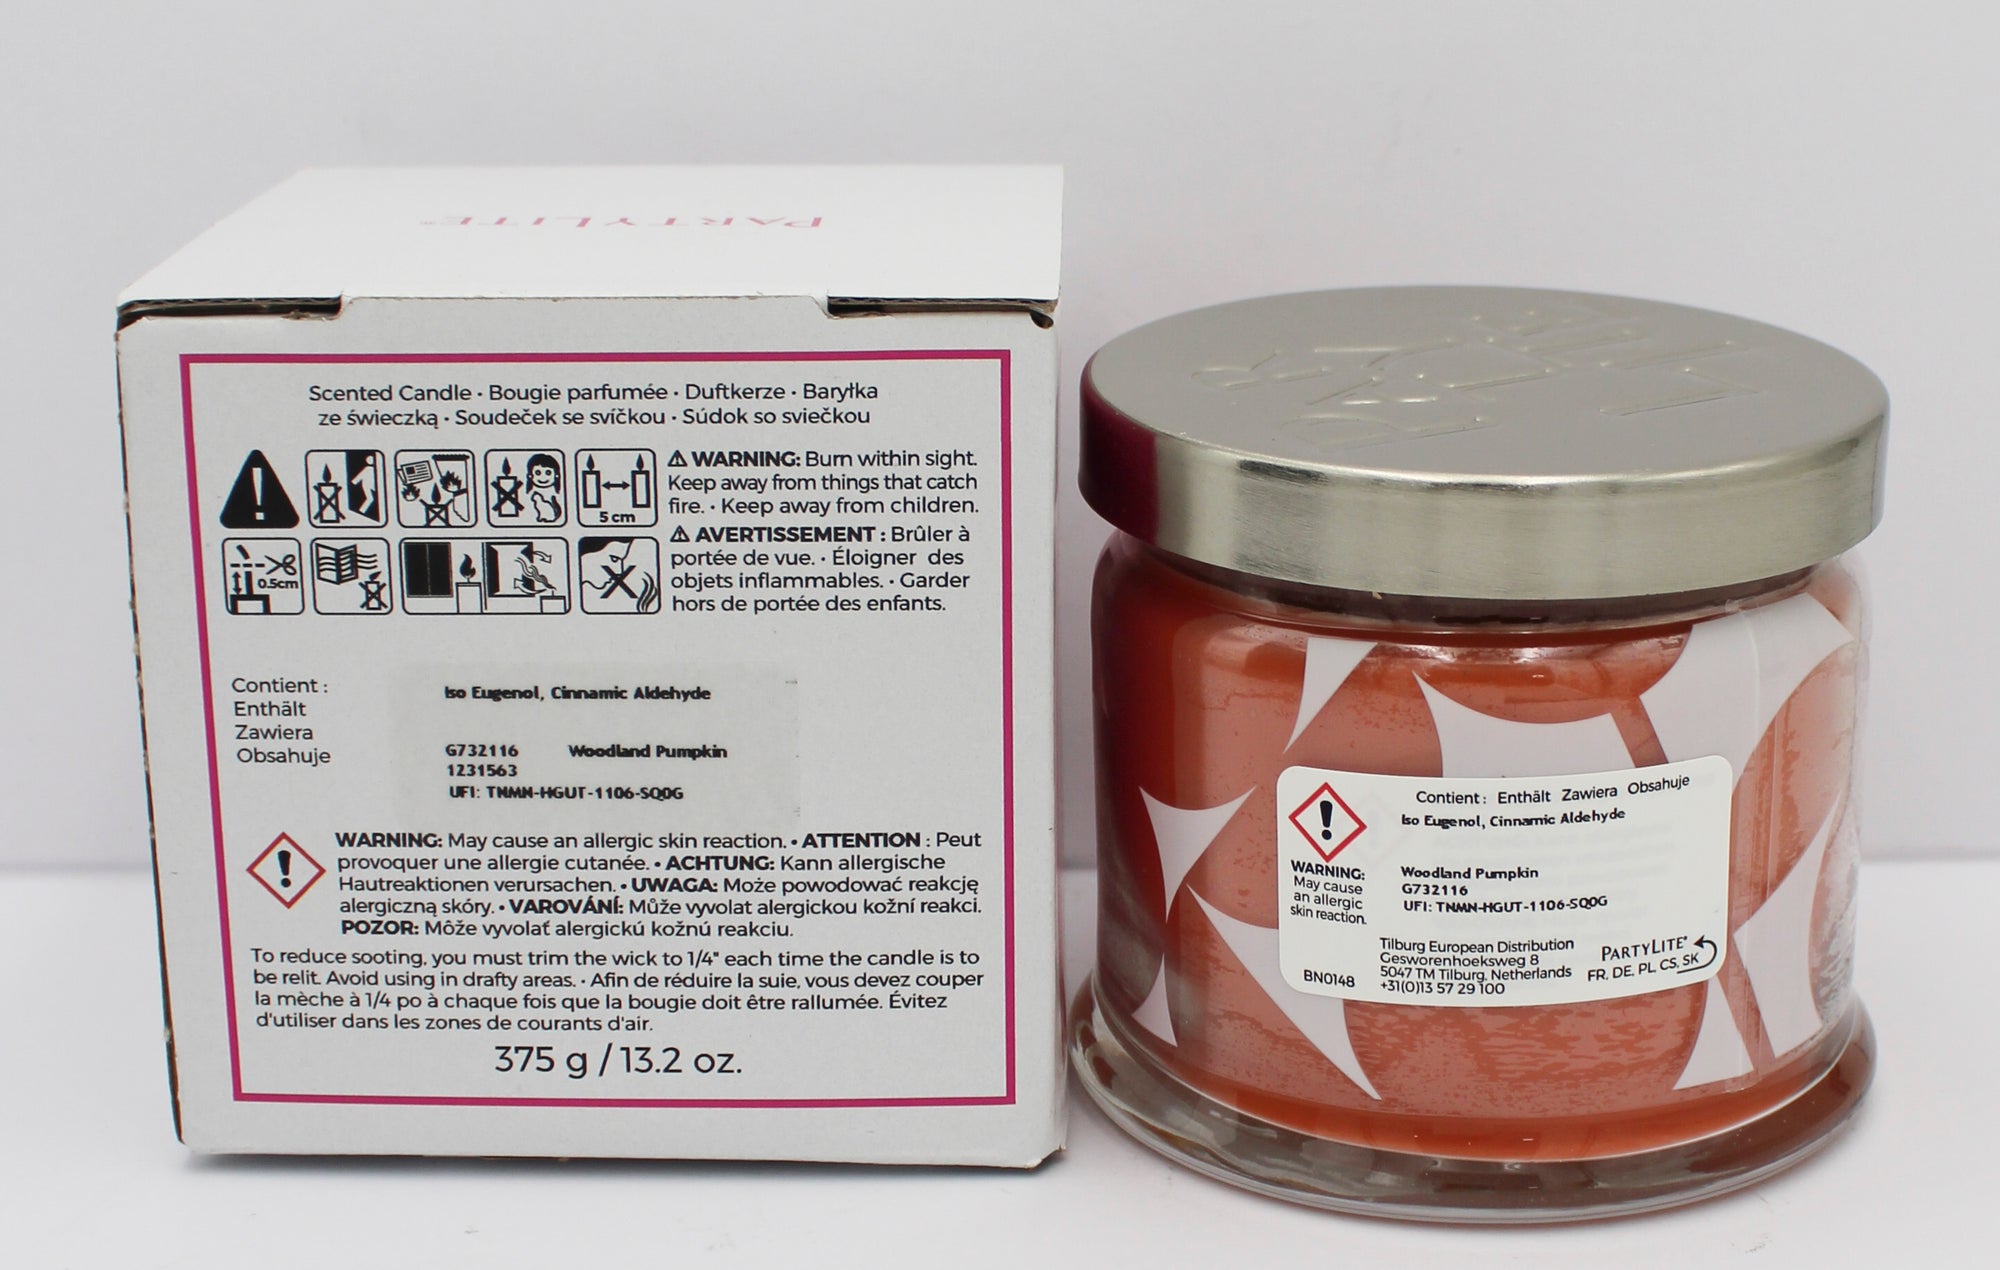 PARTYLITE™
Scented Candle · Bougie parfumée · Duftkerze · Baryłka
ze świeczką · Soudeček se svíčkou · Súdok so sviečkou
⚠ WARNING: Burn within sight.
Keep away from things that catch
fire. · Keep away from children.
⚠ AVERTISSEMENT : Brûler à
portée de vue. · Éloigner des
objets inflammables. · Garder
hors de portée des enfants.
5 cm
0.5cm
Contient :
Enthält
Zawiera
Obsahuje
Iso Eugenol, Cinnamic Aldehyde
G732116 Woodland Pumpkin
1231563
UFI: TNMN-HGUT-1106-SQ0G
WARNING: May cause an allergic skin reaction. • ATTENTION : Peut
provoquer une allergie cutanée. • ACHTUNG: Kann allergische
Hautreaktionen verursachen. • UWAGA: Może powodować reakcję
alergiczną skóry. • VAROVÁNÍ: Může vyvolat alergickou kožní reakci.
POZOR: Môže vyvolať alergickú kožnú reakciu.
To reduce sooting, you must trim the wick to 1/4" each time the candle is to
be relit. Avoid using in drafty areas. · Afin de réduire la suie, vous devez couper
la mèche à 1/4 po à chaque fois que la bougie doit être rallumée. Évitez
d'utiliser dans les zones de courants d'air.
375 g / 13.2 oz.
PARTY
LITE
Contient : Enthält Zawiera Obsahuje
Iso Eugenol, Cinnamic Aldehyde
WARNING:
May cause
an allergic
skin reaction.
Woodland Pumpkin
G732116
UFI: TNMN-HGUT-1106-SQ0G
Tilburg European Distribution
Gesworenhoeksweg 8
5047 TM Tilburg, Netherlands
+31(0)13 57 29 100
BN0148
PARTYLITE®
FR, DE, PL, CS, SK